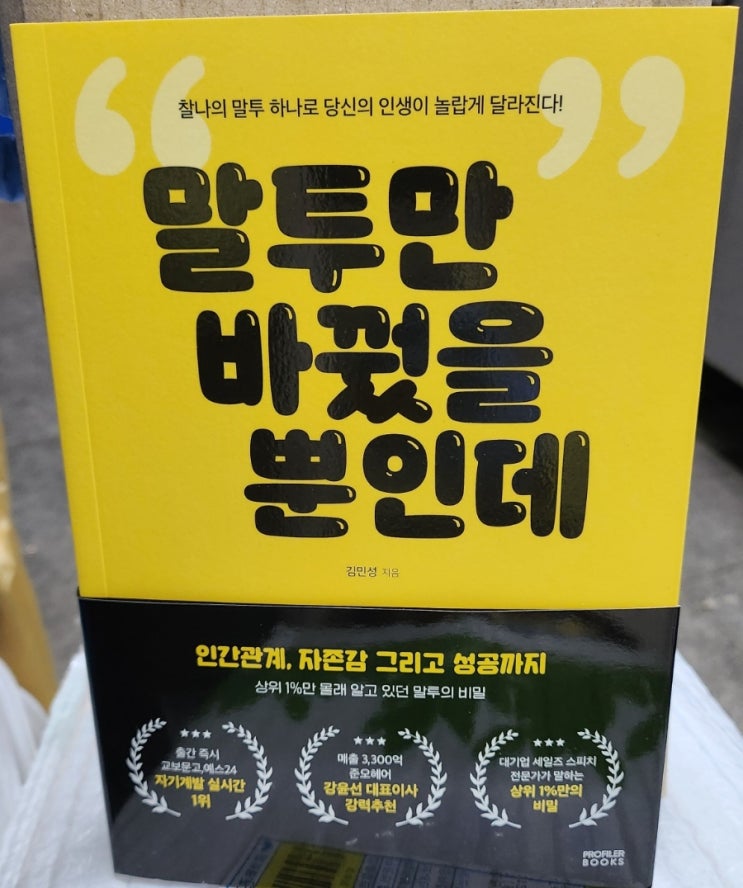 찰나의 말투 하나로 당신의 인생이 놀랍게 달라진다!
“ ”
말투만
바꿨을
뿐인데
김민성 지음
인간관계, 자존감 그리고 성공까지
상위 1%만 몰래 알고 있던 말투의 비밀
출간 즉시
교보문고,예스24
자기계발 실시간
1위
매출 3,300억
준오헤어
강윤선 대표이사
강력추천
대기업 세일즈 스피치
전문가가 말하는
상위 1%만의
비밀
PROFILER
BOOKS